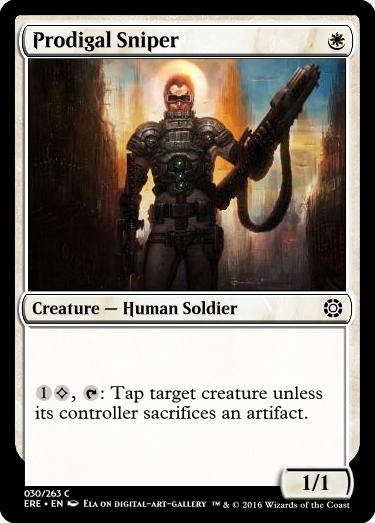 Prodigal Sniper
Creature — Human Soldier
1◇, T: Tap target creature unless
its controller sacrifices an artifact.
1/1
030/263 C
ERE • EN ELA ON DIGITAL-ART-GALLERY ™ & © 2016 Wizards of the Coast